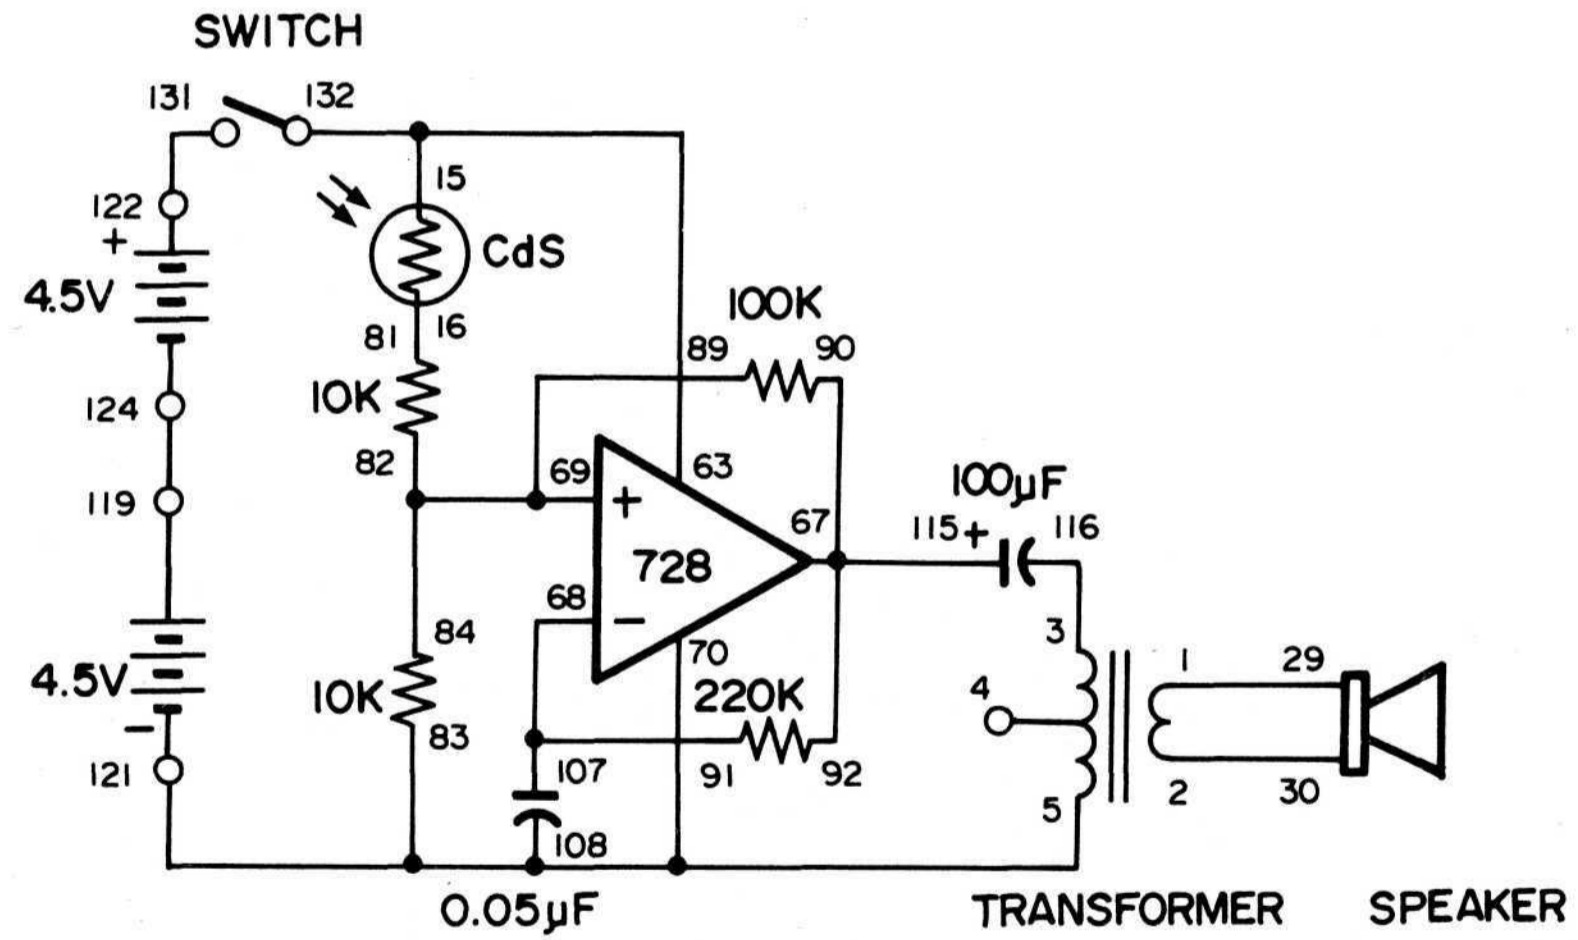 SWITCH
131 132
15
122
+
CdS
4.5V
100K
81 16
89 90
10K
124
82
69 63
+
119
100µF
67
115 + 116
728
68
−
84
3
70
1 29
4.5V
10K
220K
4
−
83
121
107
91 92
2 30
5
108
0.05µF
TRANSFORMER SPEAKER